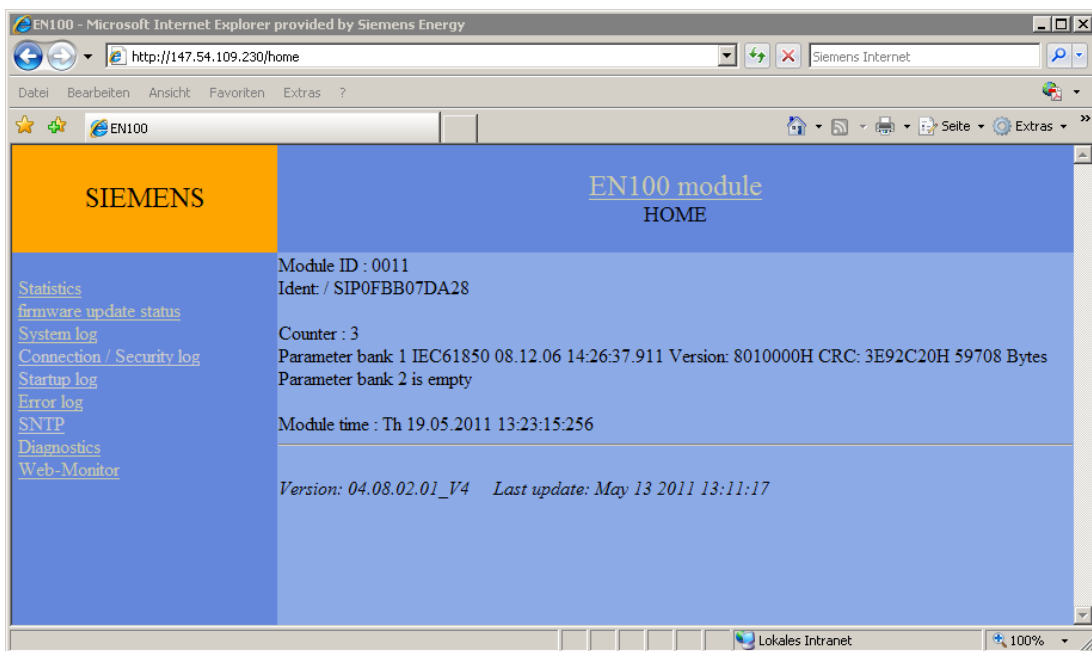 EN100 - Microsoft Internet Explorer provided by Siemens Energy
http://147.54.109.230/home
Siemens Internet
Datei Bearbeiten Ansicht Favoriten Extras ?
EN100
Seite Extras »
SIEMENS
EN100 module
HOME
Statistics
firmware update status
System log
Connection / Security log
Startup log
Error log
SNTP
Diagnostics
Web-Monitor
Module ID : 0011
Ident: / SIP0FBB07DA28
Counter : 3
Parameter bank 1 IEC61850 08.12.06 14:26:37.911 Version: 8010000H CRC: 3E92C20H 59708 Bytes
Parameter bank 2 is empty
Module time : Th 19.05.2011 13:23:15:256
Version: 04.08.02.01_V4 Last update: May 13 2011 13:11:17
Lokales Intranet
100%